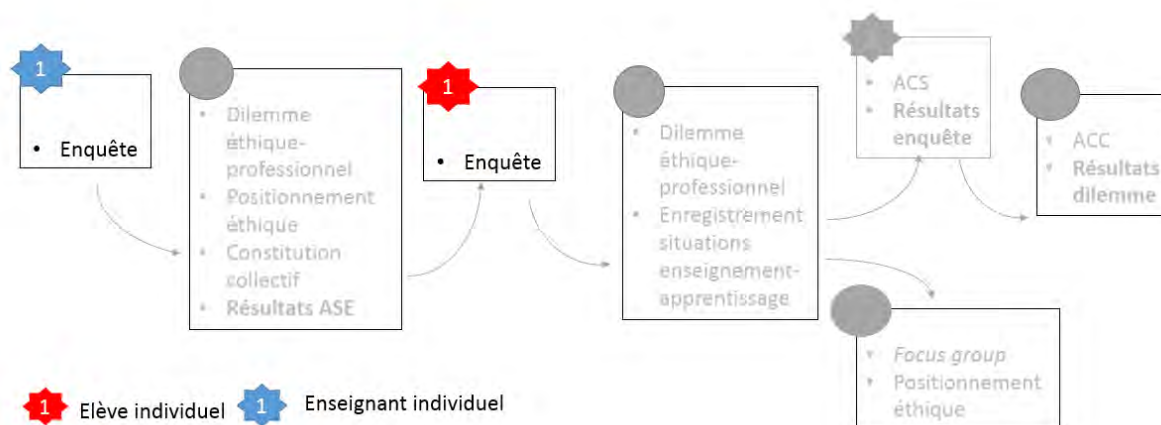 1
• Enquête
• Dilemme
éthique-
professionnel
• Positionnement
éthique
• Constitution
collectif
• Résultats ASE
1
• Enquête
• Dilemme
éthique-
professionnel
• Enregistrement
situations
enseignement-
apprentissage
• ACS
• Résultats
enquête
• ACC
• Résultats
dilemme
• Focus group
• Positionnement
éthique
1 Elève individuel
1 Enseignant individuel